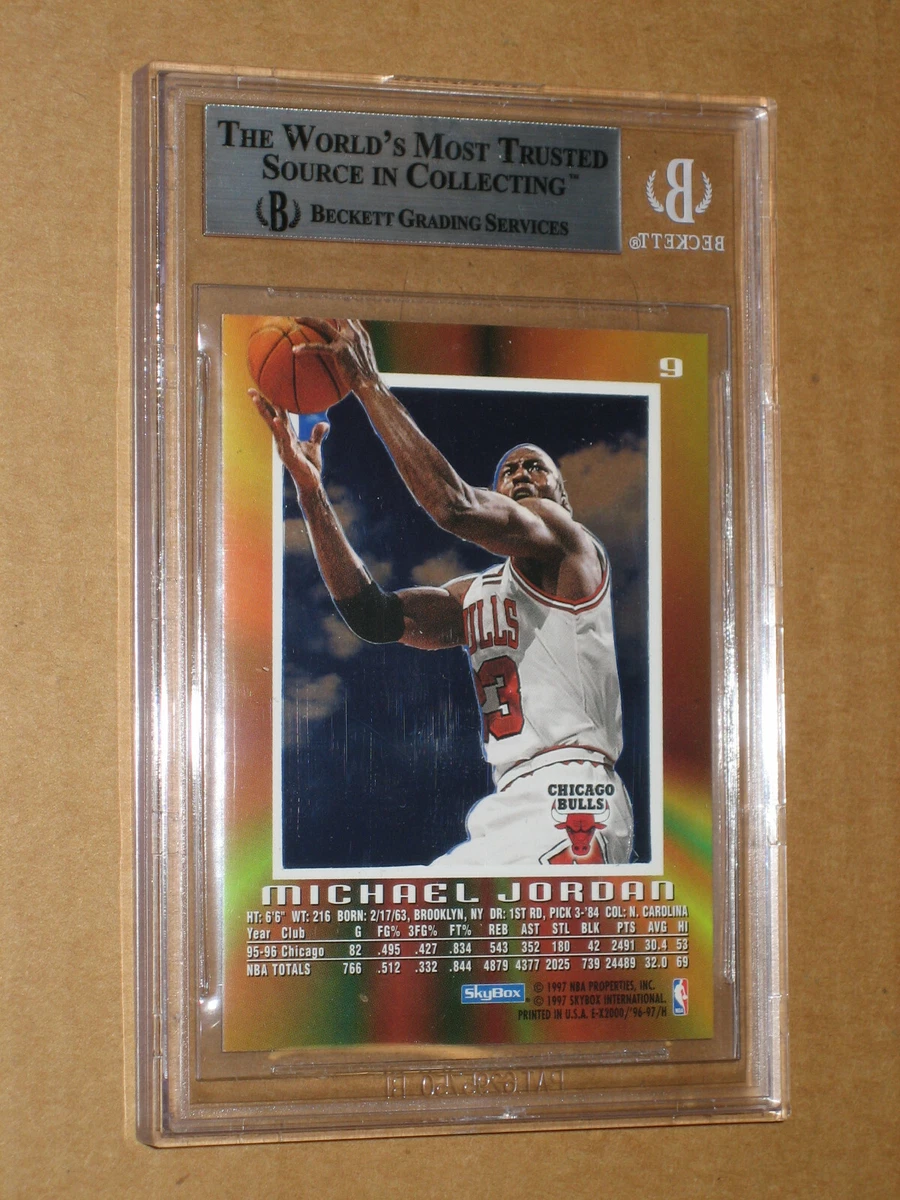 THE WORLD'S MOST TRUSTED
SOURCE IN COLLECTING™
B BECKETT GRADING SERVICES
B
BECKETT®
9
ULLS
23
CHICAGO
BULLS
MICHAEL JORDAN
HT: 6'6" WT: 216 BORN: 2/17/63, BROOKLYN, NY DR: 1ST RD, PICK 3-'84 COL: N. CAROLINA
Year Club G FG% 3FG% FT% REB AST STL BLK PTS AVG HI
95-96 Chicago 82 .495 .427 .834 543 352 180 42 2491 30.4 53
NBA TOTALS 766 .512 .332 .844 4879 4377 2025 739 24489 32.0 69
SkyBox® © 1997 NBA PROPERTIES, INC.
© 1997 SKYBOX INTERNATIONAL.
PRINTED IN U.S.A. E-X2000/'96-97/H
NBA